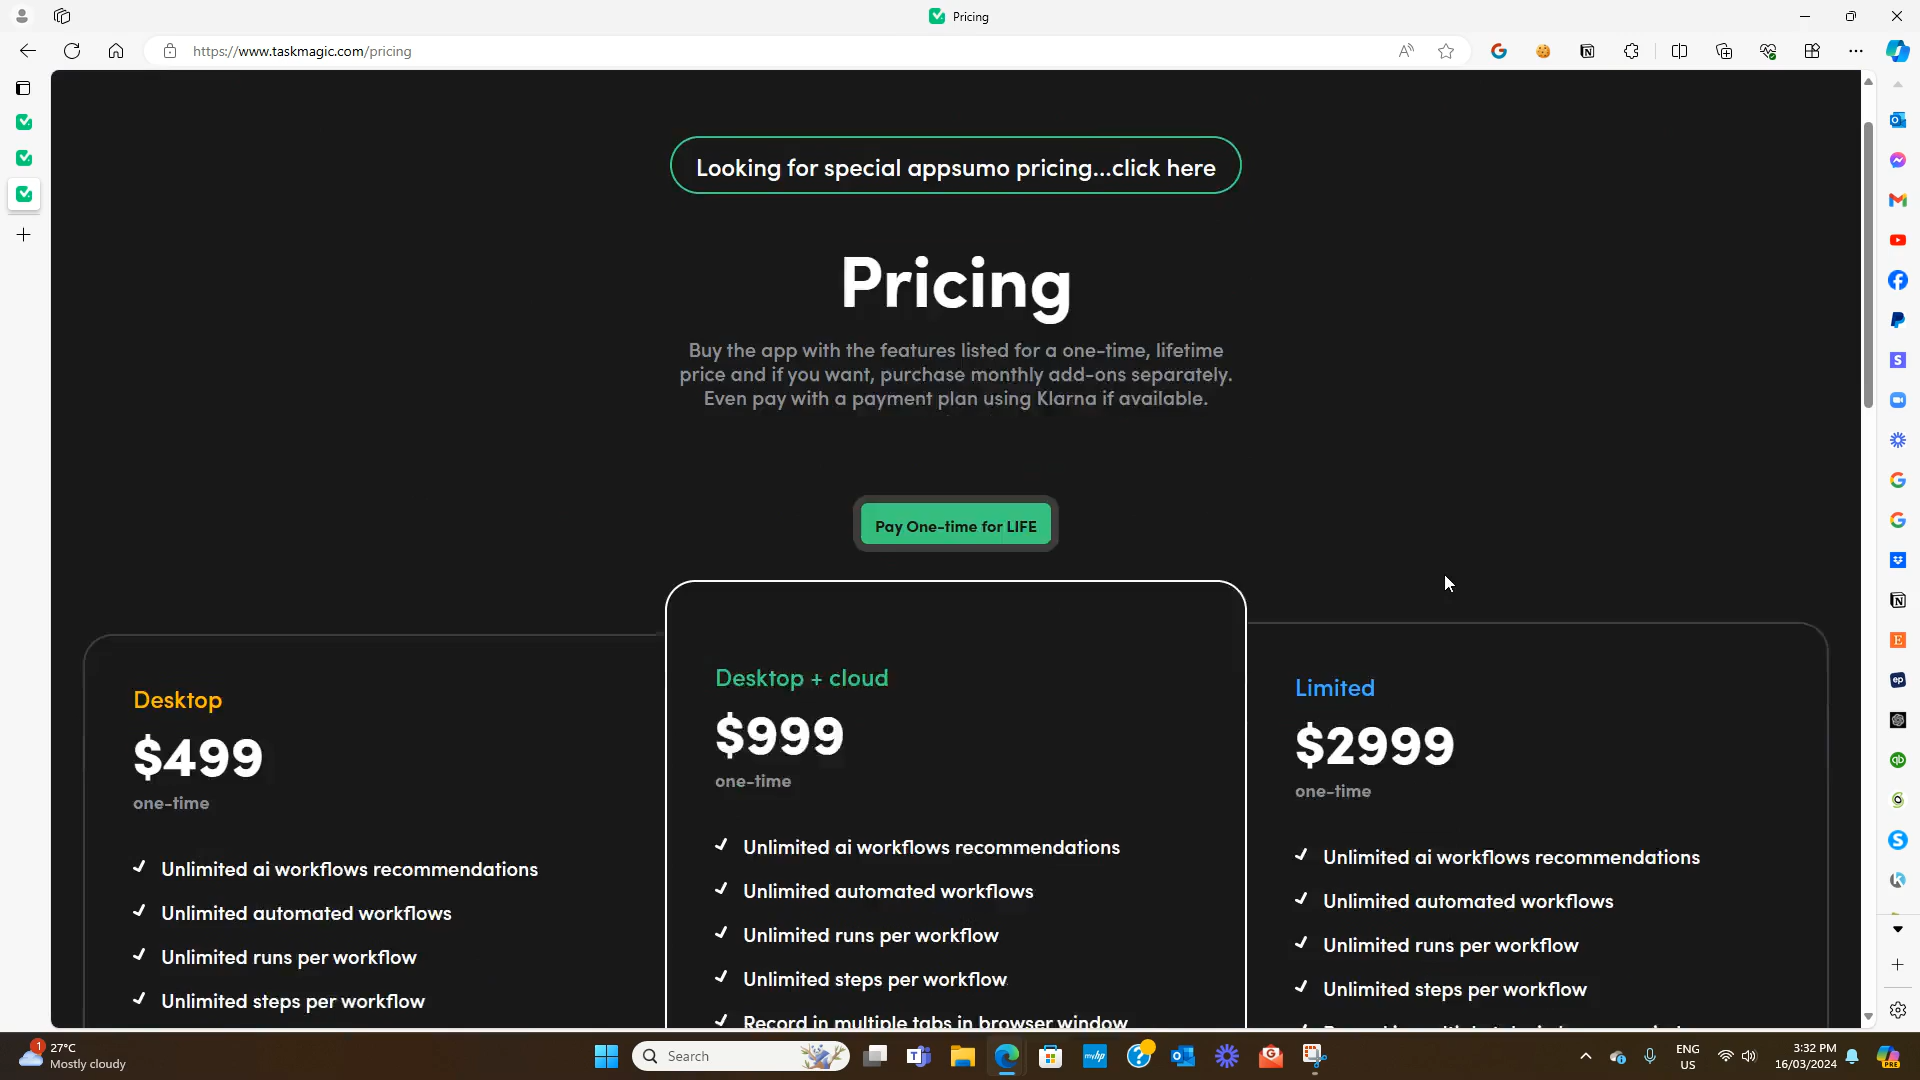 Pricing
https://www.taskmagic.com/pricing
Looking for special appsumo pricing...click here
Pricing
Buy the app with the features listed for a one-time, lifetime
price and if you want, purchase monthly add-ons separately.
Even pay with a payment plan using Klarna if available.
Pay One-time for LIFE
Desktop
$499
one-time
Unlimited ai workflows recommendations
Unlimited automated workflows
Unlimited runs per workflow
Unlimited steps per workflow
Desktop + cloud
$999
one-time
Unlimited ai workflows recommendations
Unlimited automated workflows
Unlimited runs per workflow
Unlimited steps per workflow
Record in multiple tabs in browser window
Limited
$2999
one-time
Unlimited ai workflows recommendations
Unlimited automated workflows
Unlimited runs per workflow
Unlimited steps per workflow
1
27°C
Mostly cloudy
Search
ENG
US
3:32 PM
16/03/2024